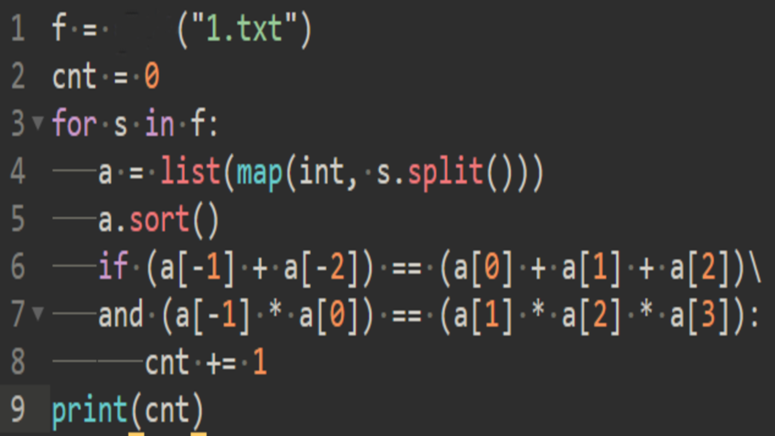 1 f = ("1.txt")
2 cnt = 0
3 for s in f:
4 a = list(map(int, s.split()))
5 a.sort()
6 if (a[-1] + a[-2]) == (a[0] + a[1] + a[2])\
7 and (a[-1] * a[0]) == (a[1] * a[2] * a[3]):
8 cnt += 1
9 print(cnt)